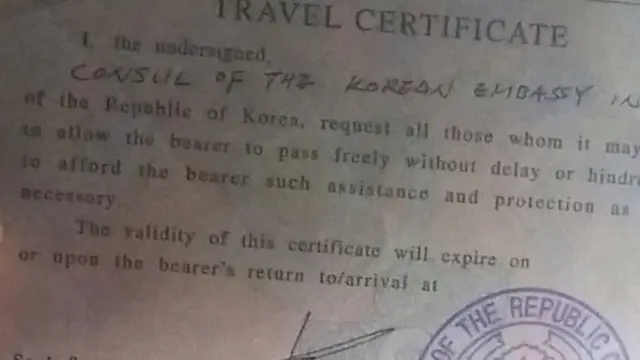 TRAVEL CERTIFICATE
I, the undersigned,
CONSUL OF THE KOREAN EMBASSY IN
of the Republic of Korea, request all those whom it may
to allow the bearer to pass freely without delay or hindr
to afford the bearer such assistance and protection as
necessary.
The validity of this certificate will expire on
or upon the bearer's return to/arrival at
OF THE REPUBLIC